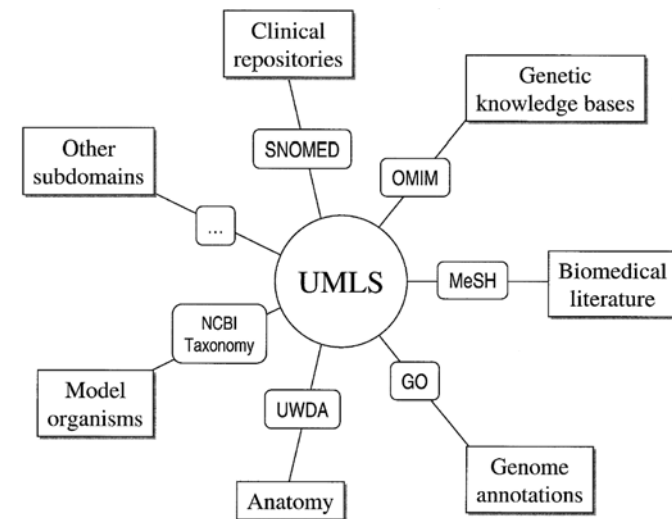 Clinical
repositories
Genetic
knowledge bases
SNOMED
OMIM
Other
subdomains
...
UMLS
MeSH
Biomedical
literature
NCBI
Taxonomy
Model
organisms
UWDA
GO
Anatomy
Genome
annotations